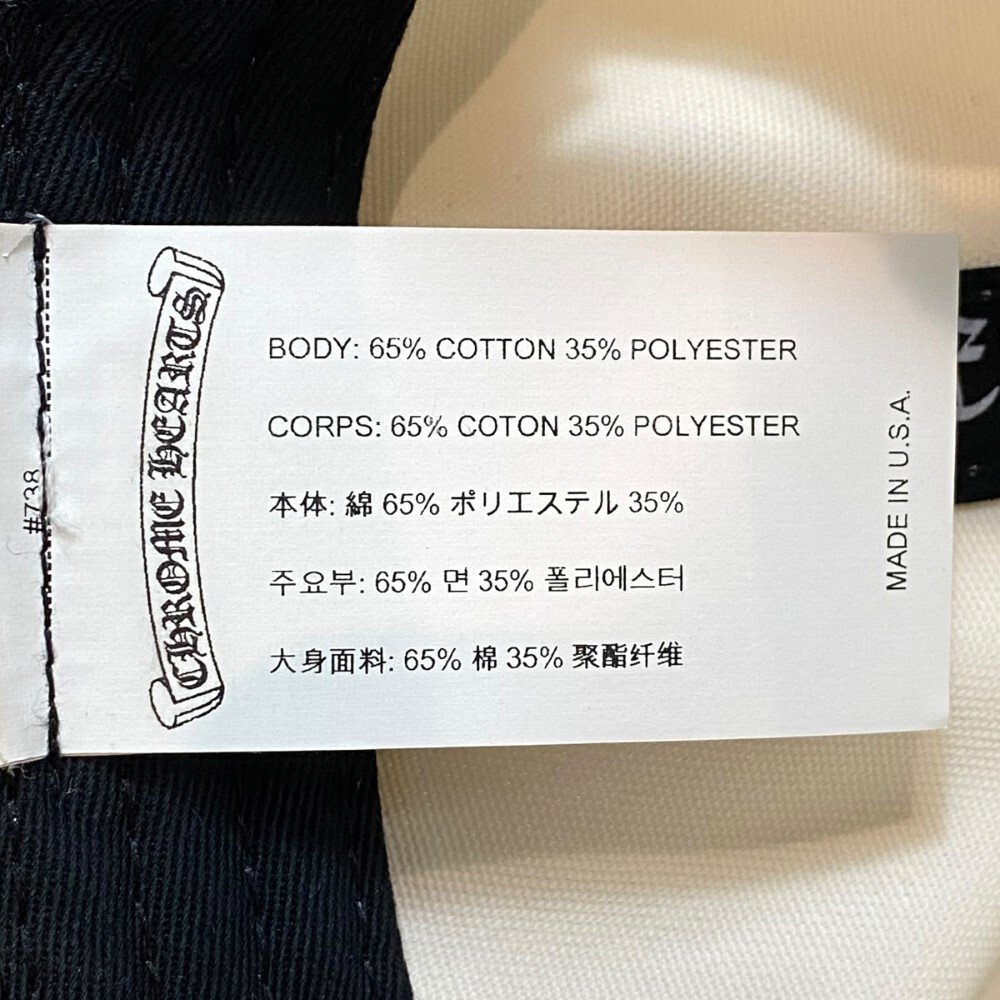 #738
CHROME HEARTS
BODY: 65% COTTON 35% POLYESTER
CORPS: 65% COTON 35% POLYESTER
本体: 綿 65% ポリエステル 35%
주요부: 65% 면 35% 폴리에스터
大身面料: 65% 棉 35% 聚酯纤维
MADE IN U.S.A.